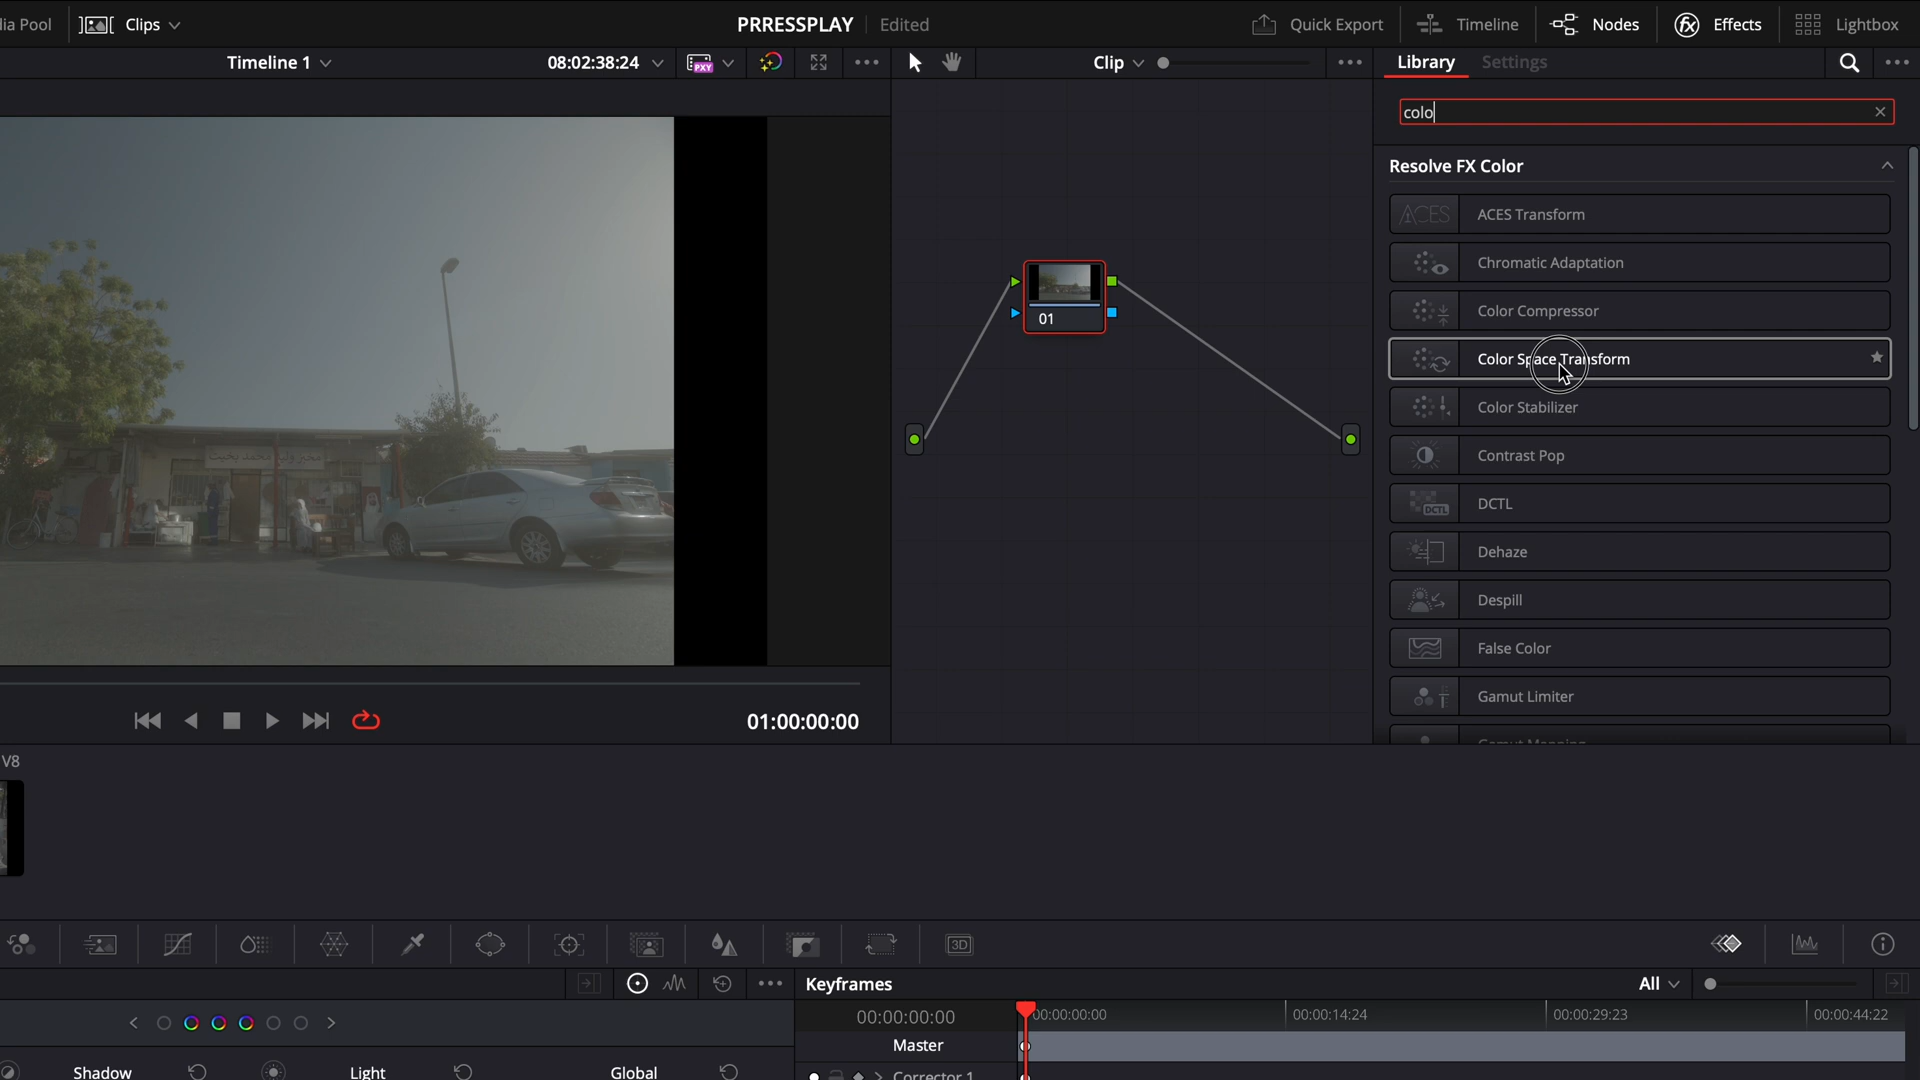 ia Pool
Clips
PRRESSPLAY
Edited
Quick Export
Timeline
Nodes
Effects
Lightbox
Timeline 1
08:02:38:24
PXY
Clip
Library
Settings
colo
Resolve FX Color
ACES
ACES Transform
Chromatic Adaptation
Color Compressor
Color Space Transform
Color Stabilizer
Contrast Pop
DCTL
DCTL
Dehaze
Despill
False Color
Gamut Limiter
Gamut Mapping
01
01:00:00:00
V8
3D
Keyframes
All
00:00:00:00
00:00:00:00
00:00:14:24
00:00:29:23
00:00:44:22
Master
Shadow
Light
Global
Corrector 1